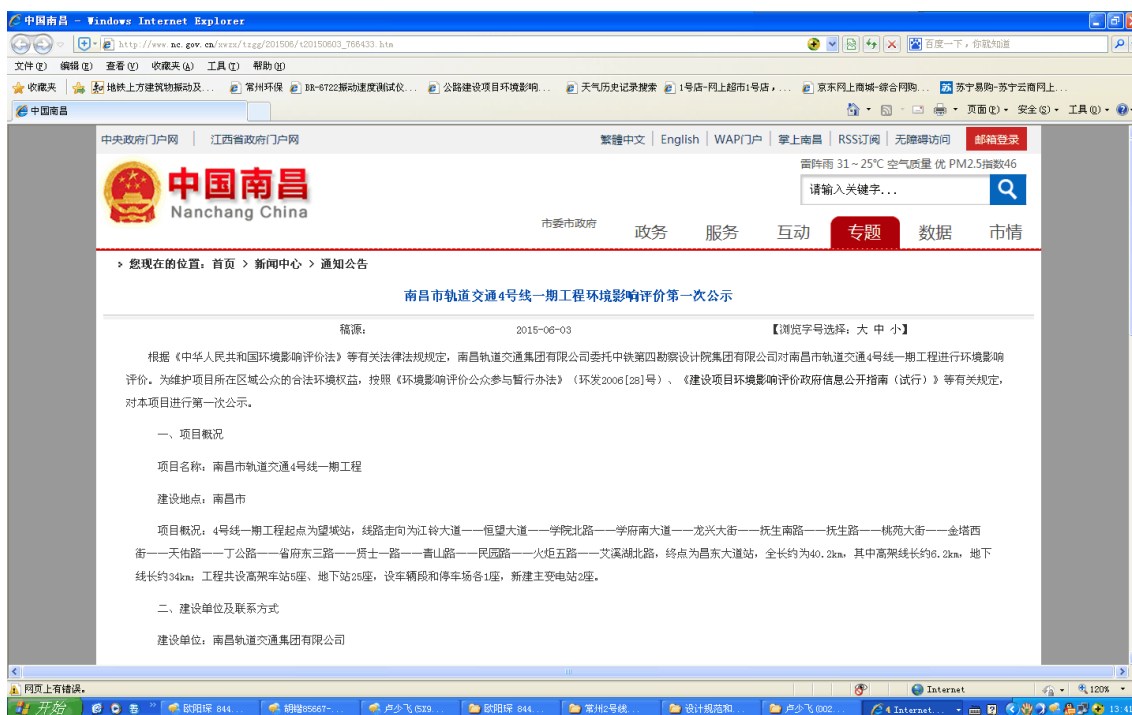 中国南昌 - Windows Internet Explorer
http://www.nc.gov.cn/xwzx/tzgg/201506/t20150603_766433.htm
百度一下，你就知道
文件(F) 编辑(E) 查看(V) 收藏夹(A) 工具(T) 帮助(H)
收藏夹 地铁上方建筑物振动及... 常州环保 BR-6722振动速度测试仪... 公路建设项目环境影响... 天气历史记录搜索 1号店-网上超市1号店，... 京东网上商城-综合网购... 苏宁易购-苏宁云商网上...
中国南昌
页面(P) 安全(S) 工具(O)
中央政府门户网 | 江西省政府门户网 繁體中文 | English | WAP门户 | 掌上南昌 | RSS订阅 | 无障碍访问 邮箱登录
雷阵雨 31～25℃ 空气质量 优 PM2.5指数46
中国南昌
Nanchang China
请输入关键字...
市委市政府 政务 服务 互动 专题 数据 市情
> 您现在的位置：首页 > 新闻中心 > 通知公告
南昌市轨道交通4号线一期工程环境影响评价第一次公示
稿源： 2015-06-03 【浏览字号选择：大 中 小】
根据《中华人民共和国环境影响评价法》等有关法律法规规定，南昌轨道交通集团有限公司委托中铁第四勘察设计院集团有限公司对南昌市轨道交通4号线一期工程进行环境影响
评价。为维护项目所在区域公众的合法环境权益，按照《环境影响评价公众参与暂行办法》（环发2006[28]号）、《建设项目环境影响评价政府信息公开指南（试行）》等有关规定，
对本项目进行第一次公示。
一、项目概况
项目名称：南昌市轨道交通4号线一期工程
建设地点：南昌市
项目概况：4号线一期工程起点为望城站，线路走向为江铃大道——恒望大道——学院北路——学府南大道——龙兴大街——抚生南路——抚生路——桃苑大街——金塔西
街——天佑路——丁公路——省府东三路——贤士一路——青山路——民园路——火炬五路——艾溪湖北路，终点为昌东大道站，全长约为40.2km，其中高架线长约6.2km，地下
线长约34km；工程共设高架车站5座、地下站25座，设车辆段和停车场各1座，新建主变电站2座。
二、建设单位及联系方式
建设单位：南昌轨道交通集团有限公司
网页上有错误。 Internet 120%
开始 欧阳琛 844... 胡锴85667-... 卢少飞(5X9... 欧阳琛 844... 常州2号线... 设计规范和... 卢少飞(002... 4 Internet... 13:41